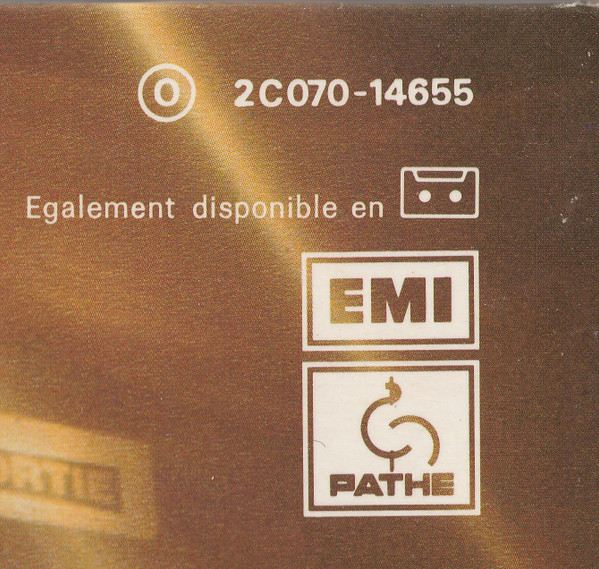 O 2C070-14655
Egalement disponible en
EMI
PATHE